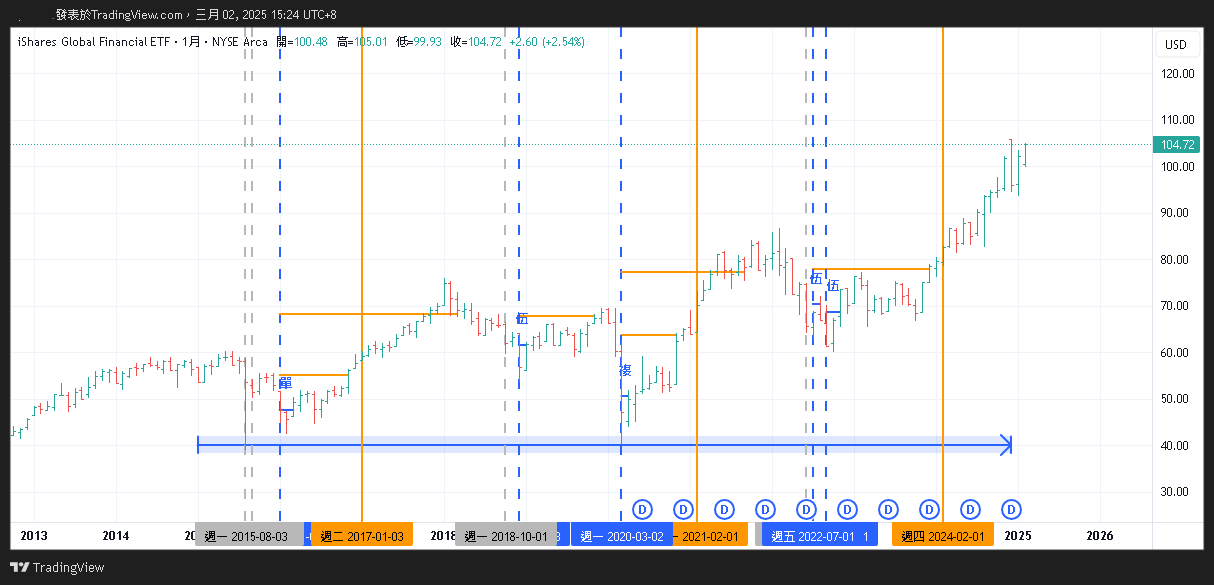 發表於TradingView.com，三月 02, 2025 15:24 UTC+8
iShares Global Financial ETF · 1月 · NYSE Arca 開=100.48 高=105.01 低=99.93 收=104.72 +2.60 (+2.54%)
USD
120.00
110.00
104.72
100.00
90.00
80.00
70.00
60.00
50.00
40.00
30.00
伍 伍
伍
複
單
D D D D D D D D D D
2013 2014 週一 2015-08-03 週二 2017-01-03 2018 週一 2018-10-01 週一 2020-03-02 2021-02-01 週五 2022-07-01 1 週四 2024-02-01 2025 2026
TradingView